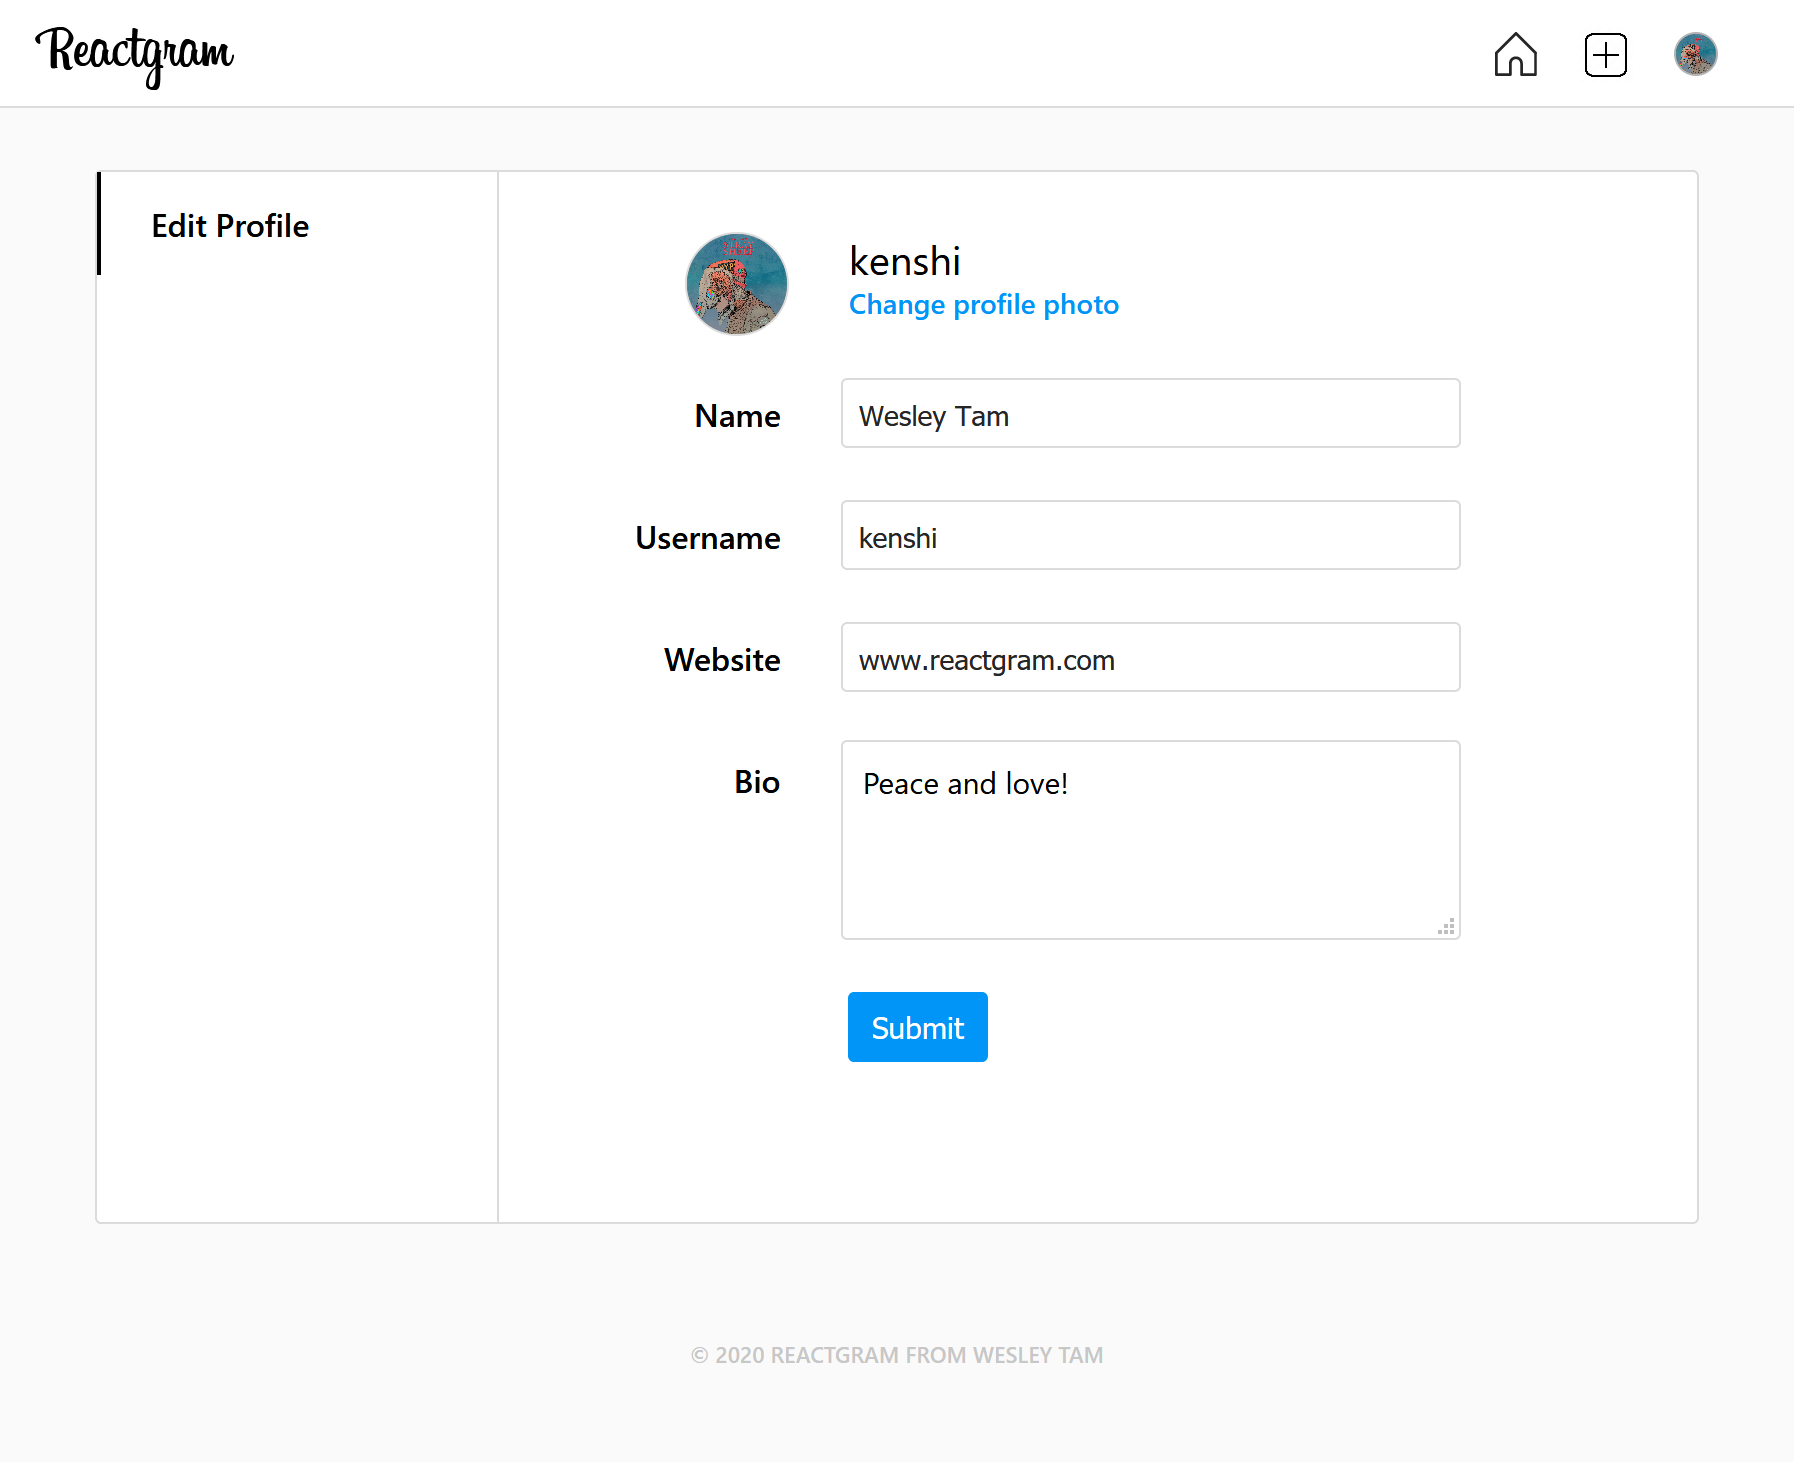 Reactgram
Edit Profile
kenshi
Change profile photo
Name
Wesley Tam
Username
kenshi
Website
www.reactgram.com
Bio
Peace and love!
Submit
© 2020 REACTGRAM FROM WESLEY TAM